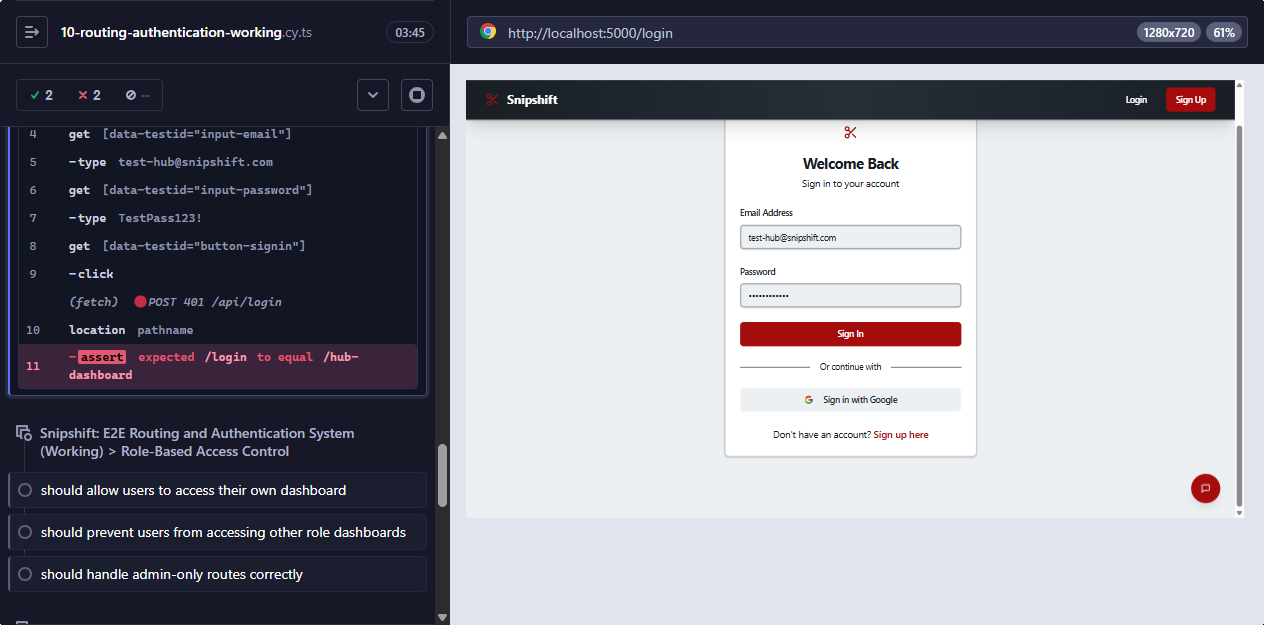 10-routing-authentication-working.cy.ts
03:45
2
2
--
4 get [data-testid="input-email"]
5 -type test-hub@snipshift.com
6 get [data-testid="input-password"]
7 -type TestPass123!
8 get [data-testid="button-signin"]
9 -click
(fetch) POST 401 /api/login
10 location pathname
11 -assert expected /login to equal /hub-
dashboard
Snipshift: E2E Routing and Authentication System
(Working) > Role-Based Access Control
should allow users to access their own dashboard
should prevent users from accessing other role dashboards
should handle admin-only routes correctly
http://localhost:5000/login
1280x720
61%
Snipshift
Login
Sign Up
Welcome Back
Sign in to your account
Email Address
test-hub@snipshift.com
Password
••••••••••••
Sign In
Or continue with
G Sign in with Google
Don't have an account? Sign up here